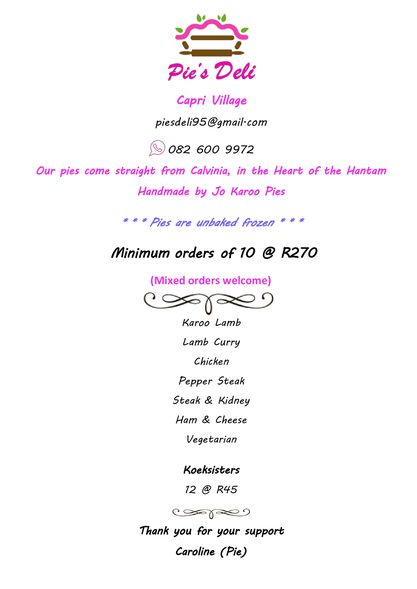 Pie's Deli
Capri Village
piesdeli95@gmail.com
082 600 9972
Our pies come straight from Calvinia, in the Heart of the Hantam
Handmade by Jo Karoo Pies
* * * Pies are unbaked frozen * * *
Minimum orders of 10 @ R270
(Mixed orders welcome)
Karoo Lamb
Lamb Curry
Chicken
Pepper Steak
Steak & Kidney
Ham & Cheese
Vegetarian
Koeksisters
12 @ R45
Thank you for your support
Caroline (Pie)